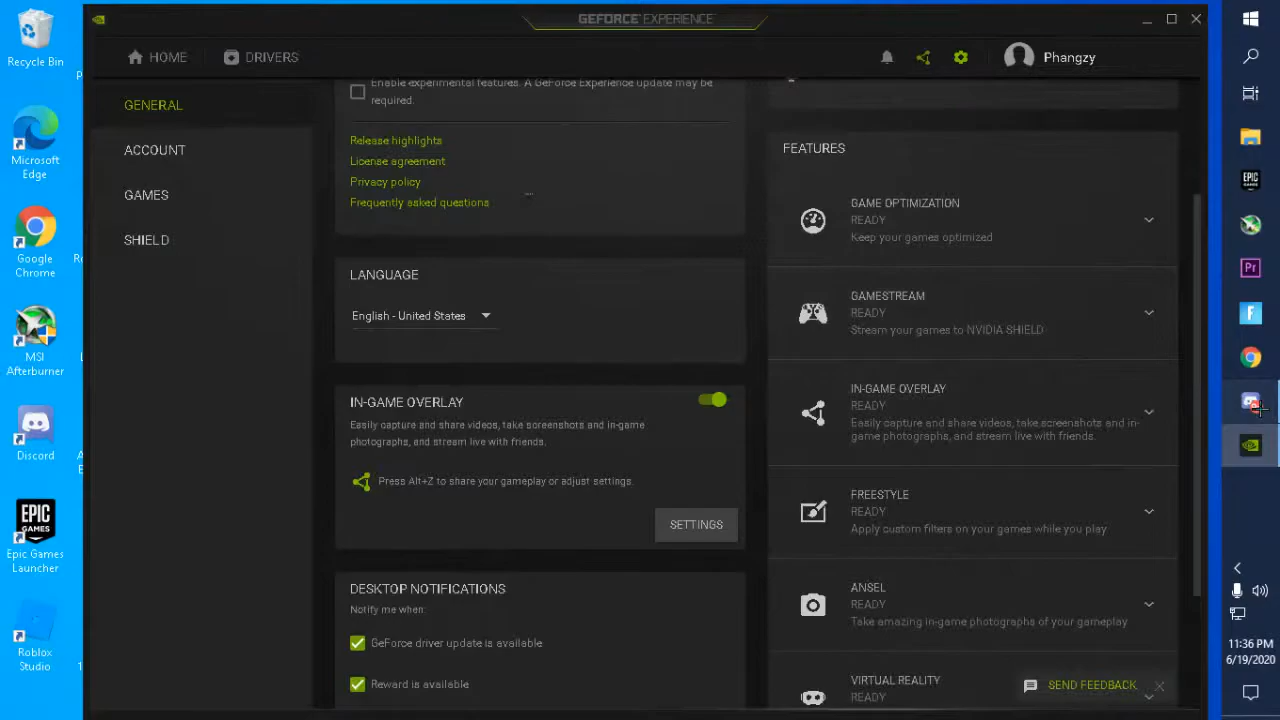 Recycle Bin
Microsoft
Edge
Google
Chrome
MSI
Afterburner
Discord
EPIC
GAMES
Epic Games
Launcher
Roblox
Studio
GEFORCE EXPERIENCE
HOME
DRIVERS
Phangzy
GENERAL
ACCOUNT
GAMES
SHIELD
Enable experimental features. A GeForce Experience update may be
required.
Release highlights
License agreement
Privacy policy
Frequently asked questions
LANGUAGE
English - United States
IN-GAME OVERLAY
Easily capture and share videos, take screenshots and in-game
photographs, and stream live with friends.
Press Alt+Z to share your gameplay or adjust settings.
SETTINGS
DESKTOP NOTIFICATIONS
Notify me when:
GeForce driver update is available
Reward is available
FEATURES
GAME OPTIMIZATION
READY
Keep your games optimized
GAMESTREAM
READY
Stream your games to NVIDIA SHIELD
IN-GAME OVERLAY
READY
Easily capture and share videos, take screenshots and in-
game photographs, and stream live with friends.
FREESTYLE
READY
Apply custom filters on your games while you play
ANSEL
READY
Take amazing in-game photographs of your gameplay
VIRTUAL REALITY
READY
SEND FEEDBACK
EPIC
GAMES
Pr
F
11:36 PM
6/19/2020